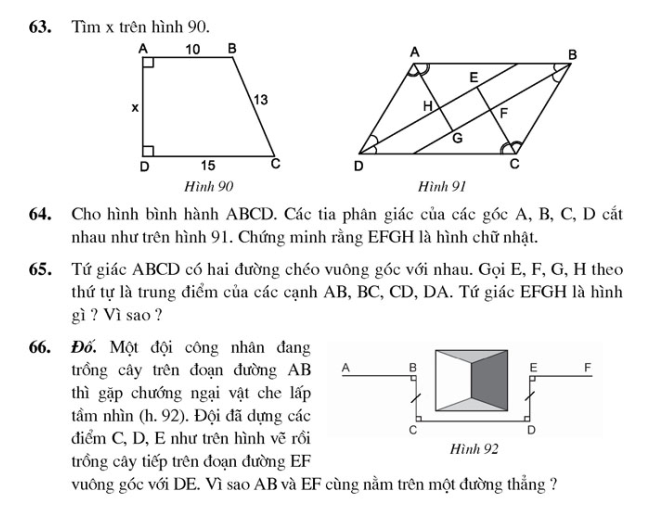 63. Tìm x trên hình 90.
A 10 B
x 13
D 15 C
Hình 90
A B
E
H F
G
D C
Hình 91
64. Cho hình bình hành ABCD. Các tia phân giác của các góc A, B, C, D cắt
nhau như trên hình 91. Chứng minh rằng EFGH là hình chữ nhật.
65. Tứ giác ABCD có hai đường chéo vuông góc với nhau. Gọi E, F, G, H theo
thứ tự là trung điểm của các cạnh AB, BC, CD, DA. Tứ giác EFGH là hình
gì ? Vì sao ?
66. Đố. Một đội công nhân đang
trồng cây trên đoạn đường AB
thì gặp chướng ngại vật che lấp
tầm nhìn (h. 92). Đội đã dựng các
điểm C, D, E như trên hình vẽ rồi
trồng cây tiếp trên đoạn đường EF
vuông góc với DE. Vì sao AB và EF cùng nằm trên một đường thẳng ?
A B E F
C D
Hình 92